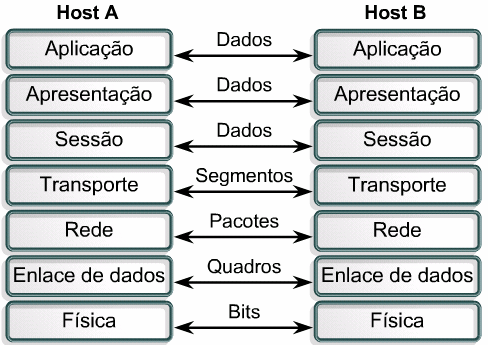 Host A Host B
Aplicação Dados Aplicação
Apresentação Dados Apresentação
Sessão Dados Sessão
Transporte Segmentos Transporte
Rede Pacotes Rede
Enlace de dados Quadros Enlace de dados
Física Bits Física